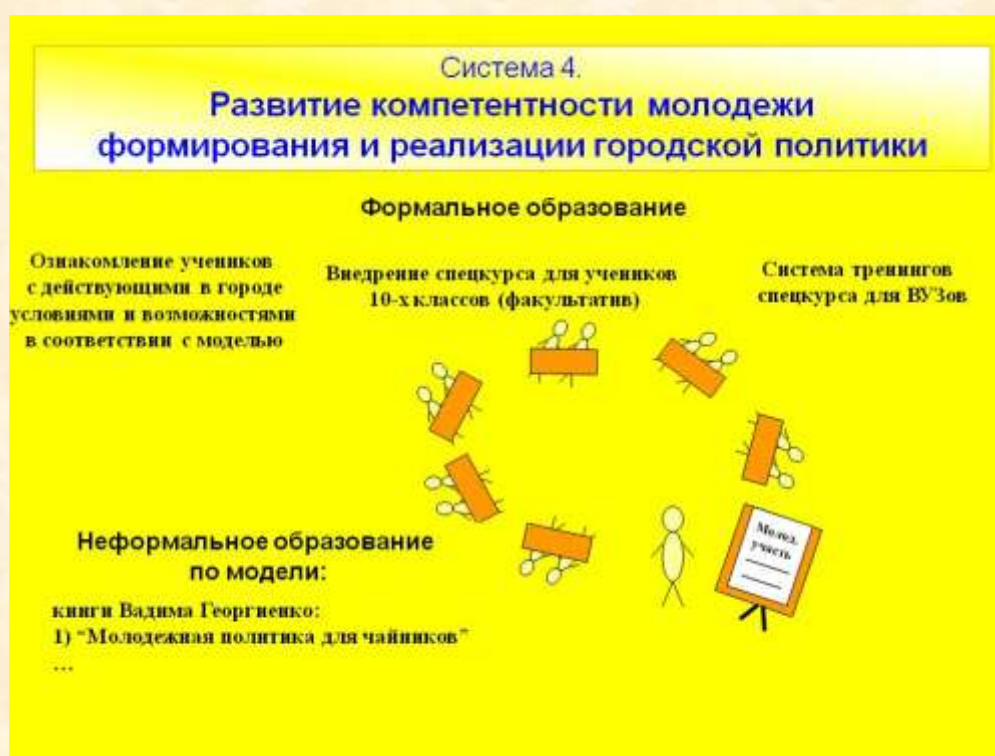 Система 4.
Развитие компетентности молодежи
формирования и реализации городской политики
Формальное образование
Ознакомление учеников
с действующими в городе
условиями и возможностями
в соответствии с моделью
Внедрение спецкурса для учеников
10-х классов (факультатив)
Система тренингов
спецкурса для ВУЗов
Молод.
участь
Неформальное образование
по модели:
книги Вадима Георгиенко:
1) “Молодежная политика для чайников”
…